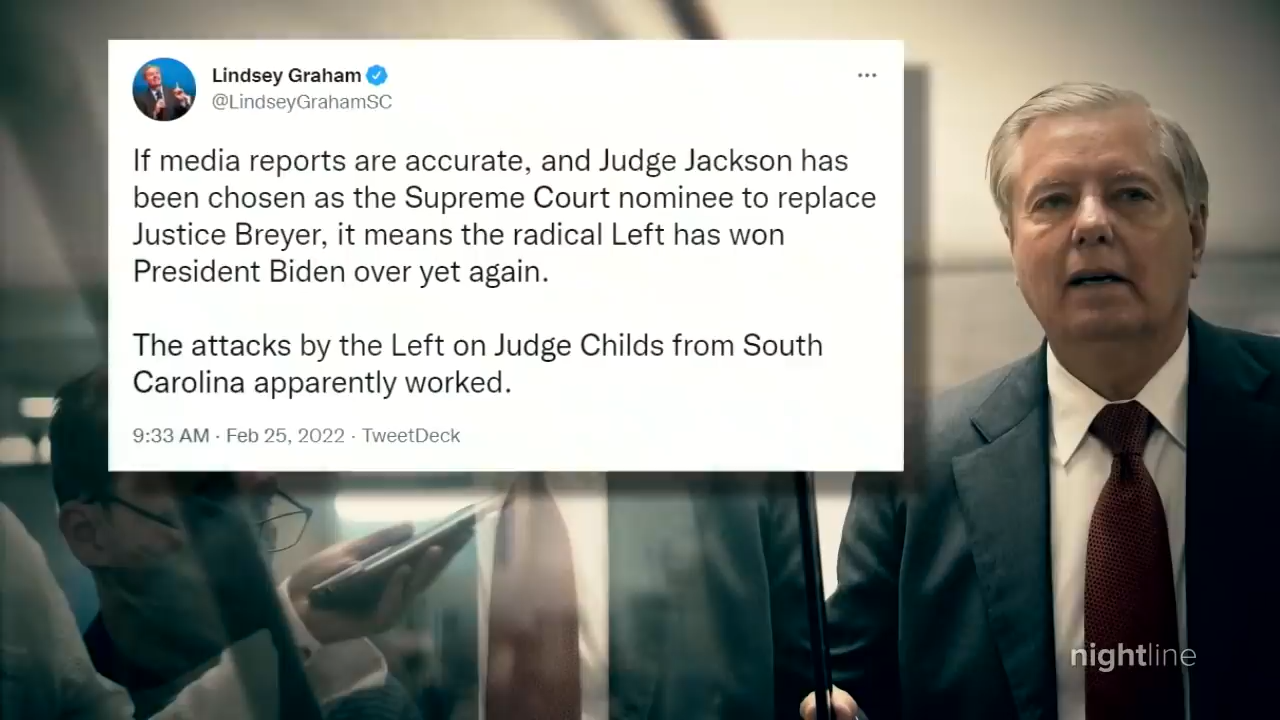 Lindsey Graham
@LindseyGrahamSC
If media reports are accurate, and Judge Jackson has
been chosen as the Supreme Court nominee to replace
Justice Breyer, it means the radical Left has won
President Biden over yet again.
The attacks by the Left on Judge Childs from South
Carolina apparently worked.
9:33 AM · Feb 25, 2022 · TweetDeck
nightline